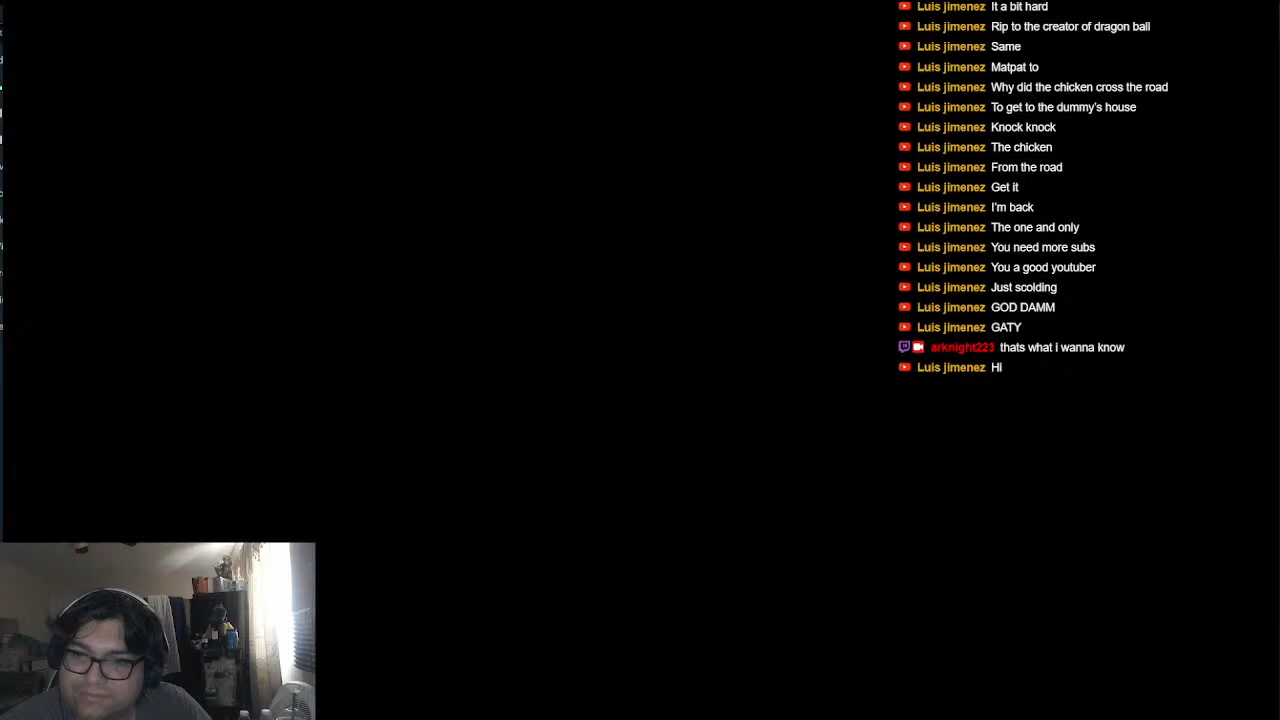 Luis jimenez It a bit hard
Luis jimenez Rip to the creator of dragon ball
Luis jimenez Same
Luis jimenez Matpat to
Luis jimenez Why did the chicken cross the road
Luis jimenez To get to the dummy's house
Luis jimenez Knock knock
Luis jimenez The chicken
Luis jimenez From the road
Luis jimenez Get it
Luis jimenez I'm back
Luis jimenez The one and only
Luis jimenez You need more subs
Luis jimenez You a good youtuber
Luis jimenez Just scolding
Luis jimenez GOD DAMM
Luis jimenez GATY
arknight223 thats what i wanna know
Luis jimenez Hi